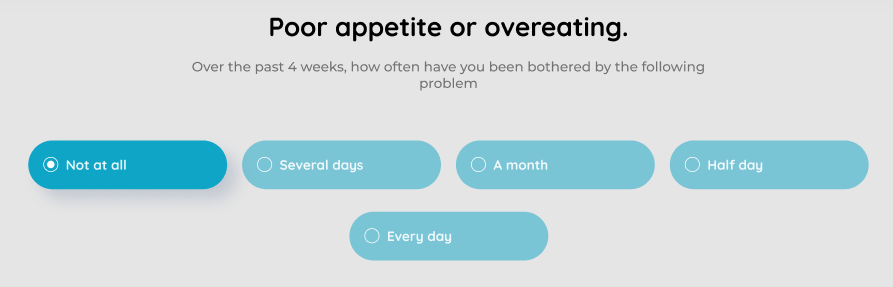 Poor appetite or overeating.
Over the past 4 weeks, how often have you been bothered by the following
problem
Not at all
Several days
A month
Half day
Every day